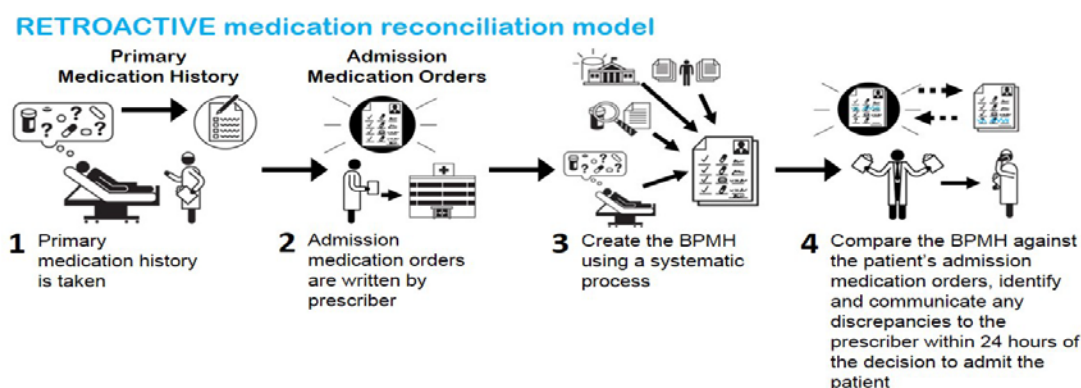 RETROACTIVE medication reconciliation model
Primary
Medication History
Admission
Medication Orders
1 Primary
medication history
is taken
2 Admission
medication orders
are written by
prescriber
3 Create the BPMH
using a systematic
process
4 Compare the BPMH against
the patient's admission
medication orders, identify
and communicate any
discrepancies to the
prescriber within 24 hours of
the decision to admit the
patient